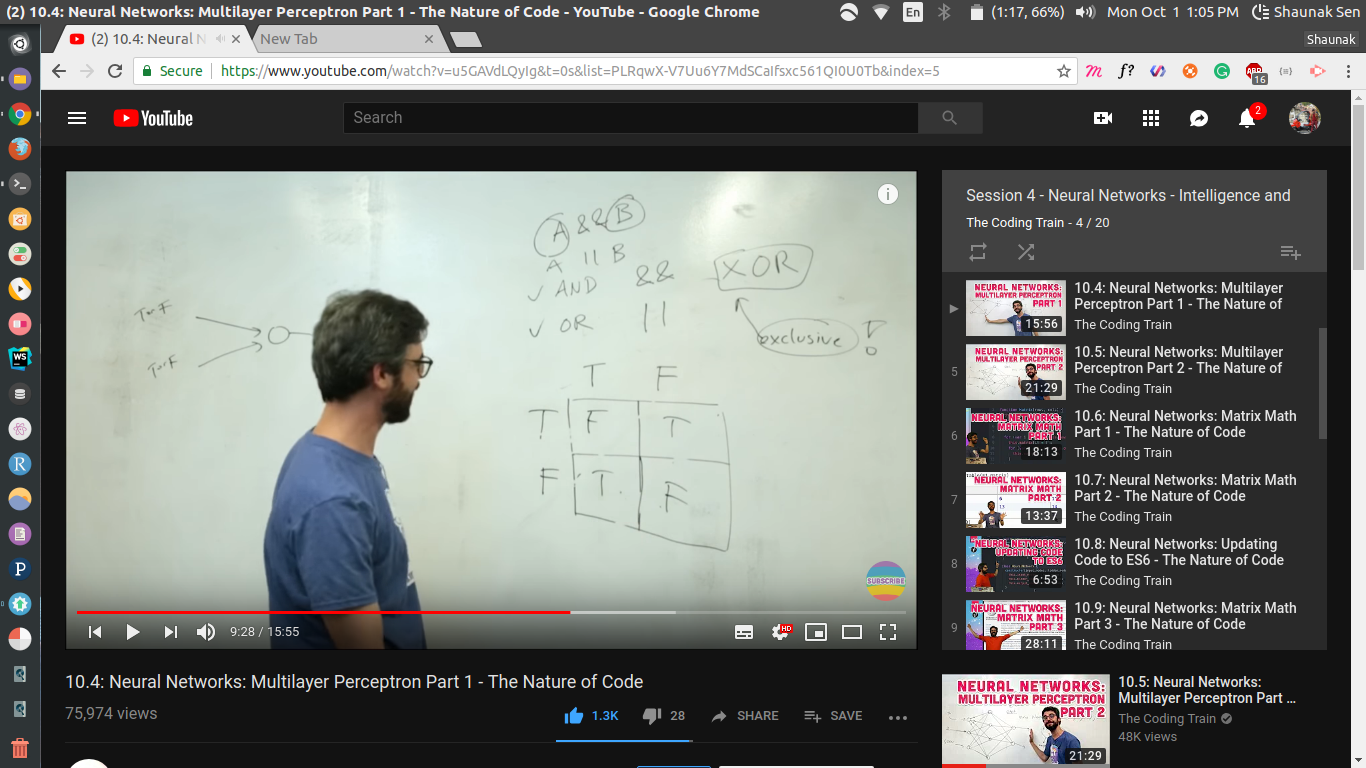 (2) 10.4: Neural Networks: Multilayer Perceptron Part 1 - The Nature of Code - YouTube - Google Chrome
En
(1:17, 66%)
Mon Oct 1 1:05 PM
Shaunak Sen
(2) 10.4: Neural N
New Tab
Shaunak
Secure
https://www.youtube.com/watch?v=u5GAVdLQyIg&t=0s&list=PLRqwX-V7Uu6Y7MdSCaIfsxc561QI0U0Tb&index=5
16
YouTube
Search
2
A && B
A || B
✓ AND &&
✓ OR ||
XOR
exclusive
TorF
TorF
T F
T F T
F T F
SUBSCRIBE
9:28 / 15:55
HD
10.4: Neural Networks: Multilayer Perceptron Part 1 - The Nature of Code
75,974 views
1.3K
28
SHARE
SAVE
Session 4 - Neural Networks - Intelligence and
The Coding Train - 4 / 20
NEURAL NETWORKS:
MULTILAYER PERCEPTRON
PART 1
15:56
10.4: Neural Networks: Multilayer
Perceptron Part 1 - The Nature of
The Coding Train
5
NEURAL NETWORKS:
MULTILAYER PERCEPTRON
PART 2
21:29
10.5: Neural Networks: Multilayer
Perceptron Part 2 - The Nature of
The Coding Train
6
NEURAL NETWORKS:
MATRIX MATH
PART 1
18:13
10.6: Neural Networks: Matrix Math
Part 1 - The Nature of Code
The Coding Train
7
NEURAL NETWORKS:
MATRIX MATH
PART 2
13:37
10.7: Neural Networks: Matrix Math
Part 2 - The Nature of Code
The Coding Train
8
NEURAL NETWORKS:
UPDATING CODE
TO ES6
6:53
10.8: Neural Networks: Updating
Code to ES6 - The Nature of Code
The Coding Train
9
NEURAL NETWORKS:
MATRIX MATH
PART 3
28:11
10.9: Neural Networks: Matrix Math
Part 3 - The Nature of Code
The Coding Train
NEURAL NETWORKS:
MULTILAYER PERCEPTRON
PART 2
21:29
10.5: Neural Networks:
Multilayer Perceptron Part ...
The Coding Train
48K views